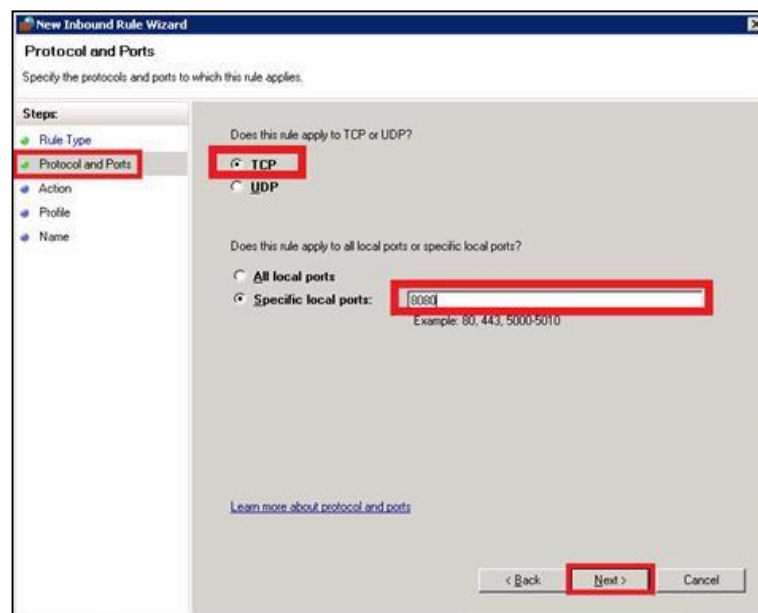 New Inbound Rule Wizard
Protocol and Ports
Specify the protocols and ports to which this rule applies.
Steps:
Rule Type
Protocol and Ports
Action
Profile
Name
Does this rule apply to TCP or UDP?
TCP
UDP
Does this rule apply to all local ports or specific local ports?
All local ports
Specific local ports:
8080
Example: 80, 443, 5000-5010
Learn more about protocol and ports
< Back
Next >
Cancel